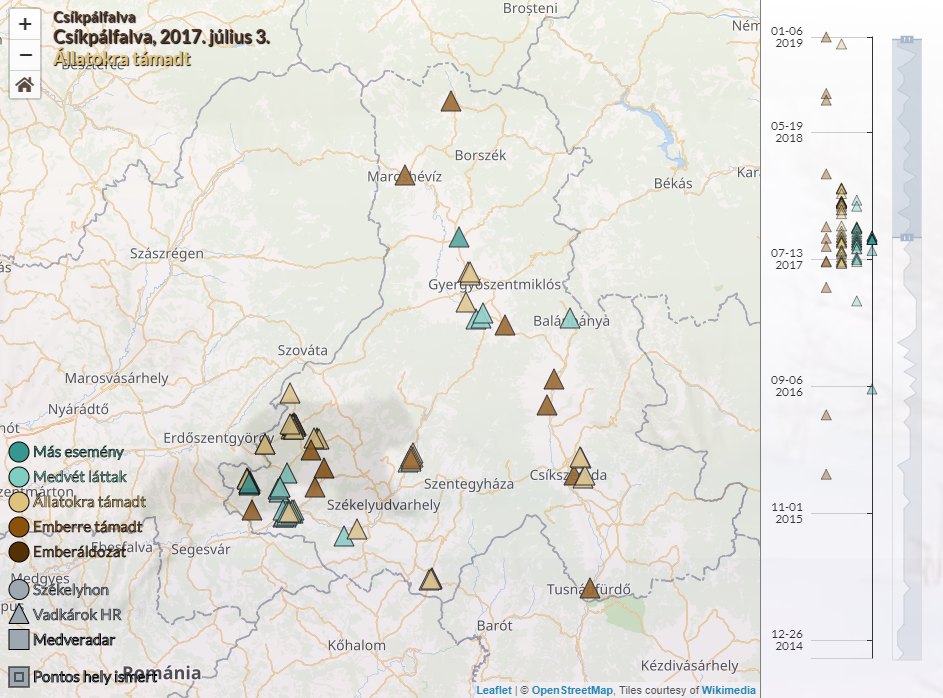 +
−
Csíkpálfalva
Csíkpálfalva, 2017. július 3.
Állatokra támadt
Beszterce
Broșteni
Ném
Borszék
Maroshévíz
Békás
Szászrégen
Gyergyószentmiklós
Szováta
Marosvásárhely
Nyárádtő
Erdőszentgyörgy
Szentegyháza
Székelyudvarhely
Segesvár
Erzsébetfalva
Medgyes
Tusnádfürdő
Barót
Kőhalom
Kézdivásárhely
Románia
Más esemény
Medvét láttak
Állatokra támadt
Emberre támadt
Emberáldozat
Székelyhon
Vadkárok HR
Medveradar
Pontos hely ismert
Leaflet | © OpenStreetMap, Tiles courtesy of Wikimedia
01-06
2019
05-19
2018
07-13
2017
09-06
2016
11-01
2015
12-26
2014